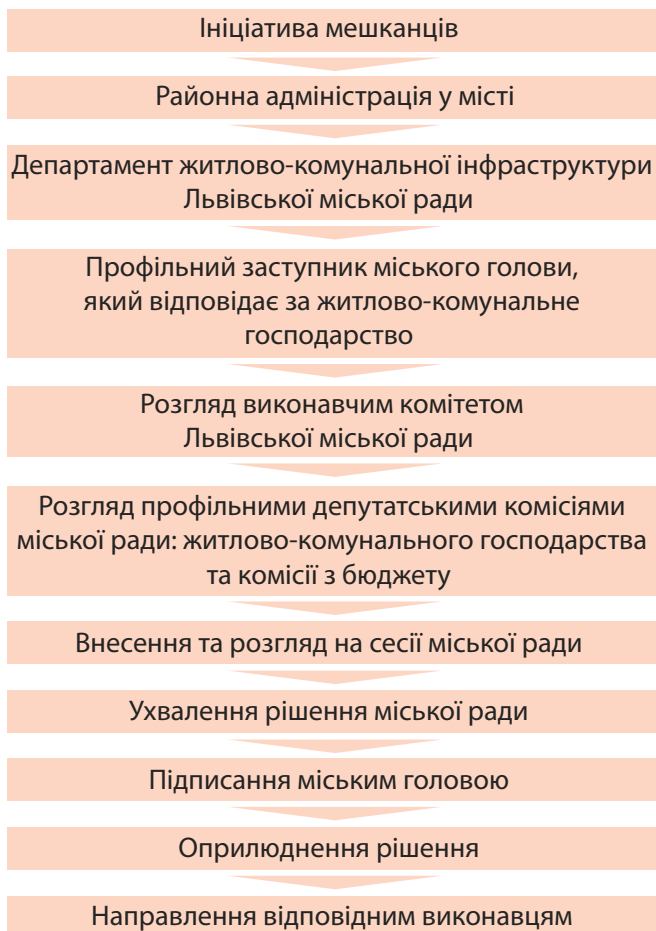 Ініціатива мешканців
Районна адміністрація у місті
Департамент житлово-комунальної інфраструктури
Львівської міської ради
Профільний заступник міського голови,
який відповідає за житлово-комунальне
господарство
Розгляд виконавчим комітетом
Львівської міської ради
Розгляд профільними депутатськими комісіями
міської ради: житлово-комунального господарства
та комісії з бюджету
Внесення та розгляд на сесії міської ради
Ухвалення рішення міської ради
Підписання міським головою
Оприлюднення рішення
Направлення відповідним виконавцям